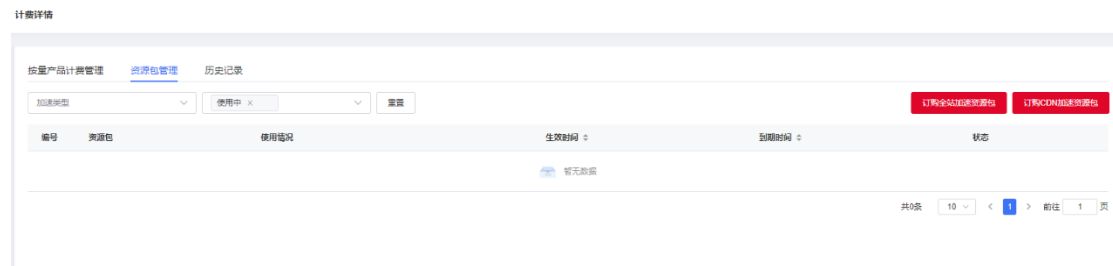 计费详情
按量产品计费管理 资源包管理 历史记录
加速类型 使用中 × 重置 订购全站加速资源包 订购CDN加速资源包
编号 资源包 使用情况 生效时间 到期时间 状态
暂无数据
共0条 10 < 1 > 前往 1 页